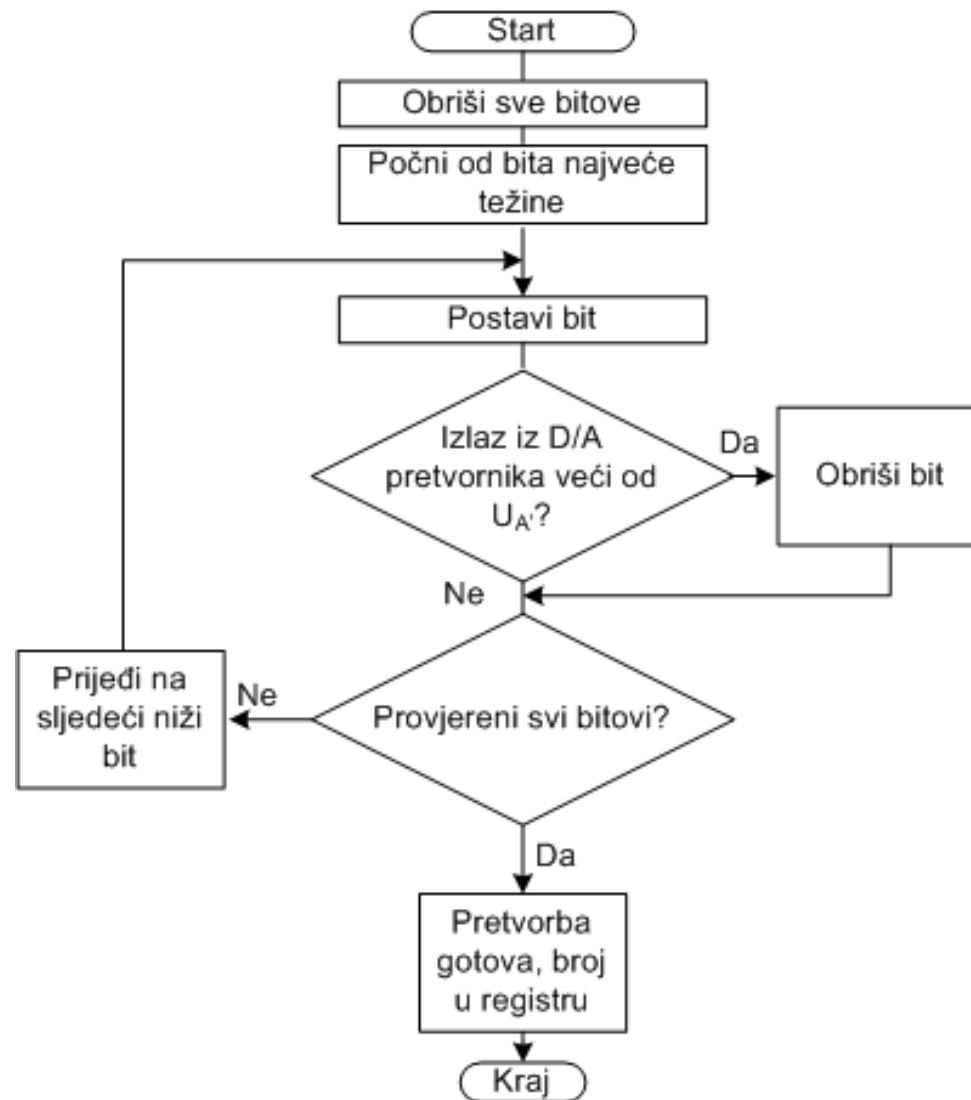 Start
Obriši sve bitove
Počni od bita najveće
težine
Postavi bit
Izlaz iz D/A
pretvornika veći od
U_A'?
Da
Obriši bit
Ne
Prijeđi na
sljedeći niži
bit
Ne
Provjereni svi bitovi?
Da
Pretvorba
gotova, broj
u registru
Kraj